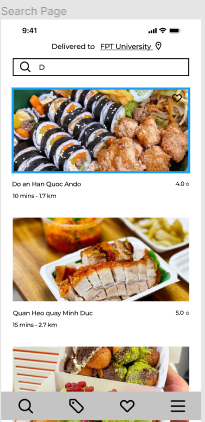 Search Page
9:41
Delivered to FPT University
D
Do an Han Quoc Ando
4.0
10 mins - 1.7 km
Quan Heo quay Minh Duc
5.0
15 mins - 2.7 km